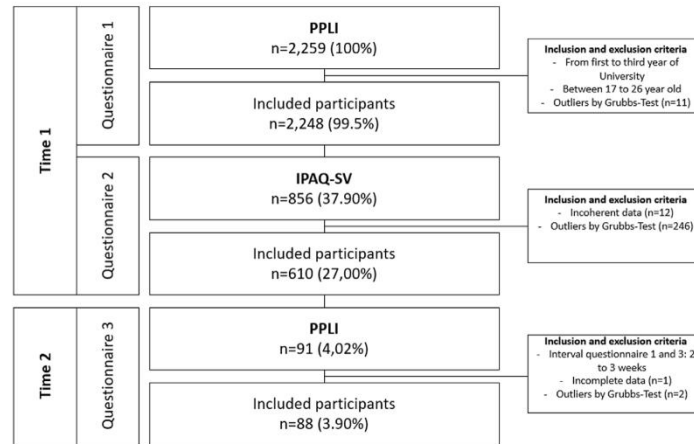 Time 1
Questionnaire 1
PPLI
n=2,259 (100%)
Inclusion and exclusion criteria
- From first to third year of
University
- Between 17 to 26 year old
- Outliers by Grubbs-Test (n=11)
Included participants
n=2,248 (99.5%)
Questionnaire 2
IPAQ-SV
n=856 (37.90%)
Inclusion and exclusion criteria
- Incoherent data (n=12)
- Outliers by Grubbs-Test (n=246)
Included participants
n=610 (27,00%)
Time 2
Questionnaire 3
PPLI
n=91 (4,02%)
Inclusion and exclusion criteria
- Interval questionnaire 1 and 3: 2
to 3 weeks
- Incomplete data (n=1)
- Outliers by Grubbs-Test (n=2)
Included participants
n=88 (3.90%)